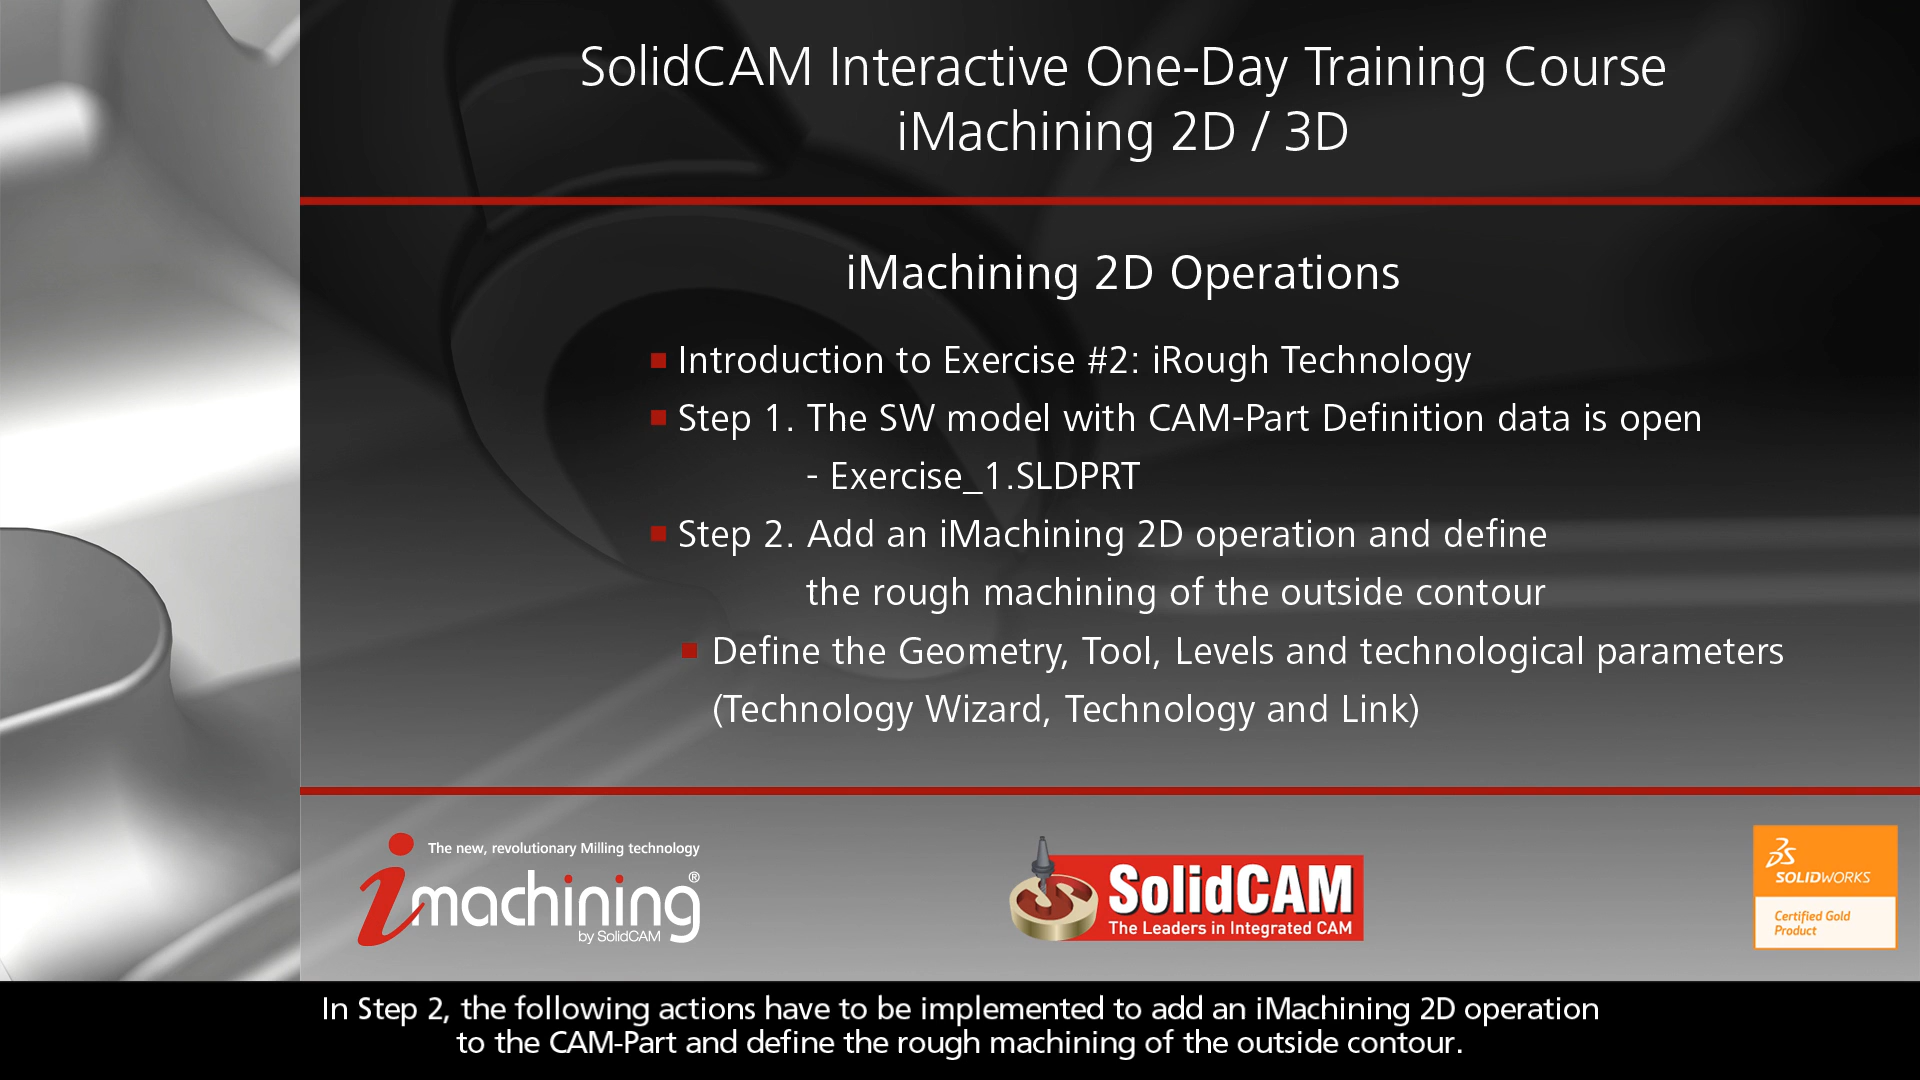 SolidCAM Interactive One-Day Training Course
iMachining 2D / 3D
iMachining 2D Operations
Introduction to Exercise #2: iRough Technology
Step 1. The SW model with CAM-Part Definition data is open
- Exercise_1.SLDPRT
Step 2. Add an iMachining 2D operation and define
the rough machining of the outside contour
Define the Geometry, Tool, Levels and technological parameters
(Technology Wizard, Technology and Link)
The new, revolutionary Milling technology
imachining®
by SolidCAM
SolidCAM
The Leaders in Integrated CAM
3DS
SOLIDWORKS
Certified Gold
Product
In Step 2, the following actions have to be implemented to add an iMachining 2D operation
to the CAM-Part and define the rough machining of the outside contour.